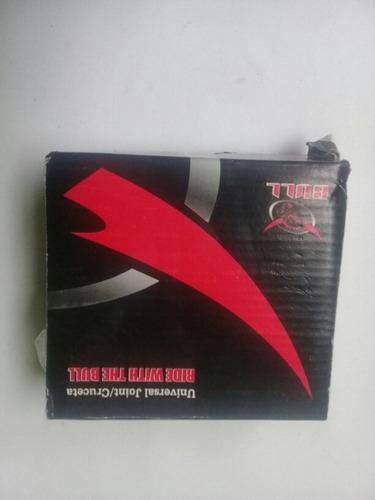 BULL
RIDE WITH THE BULL
Universal Joint/Cruceta